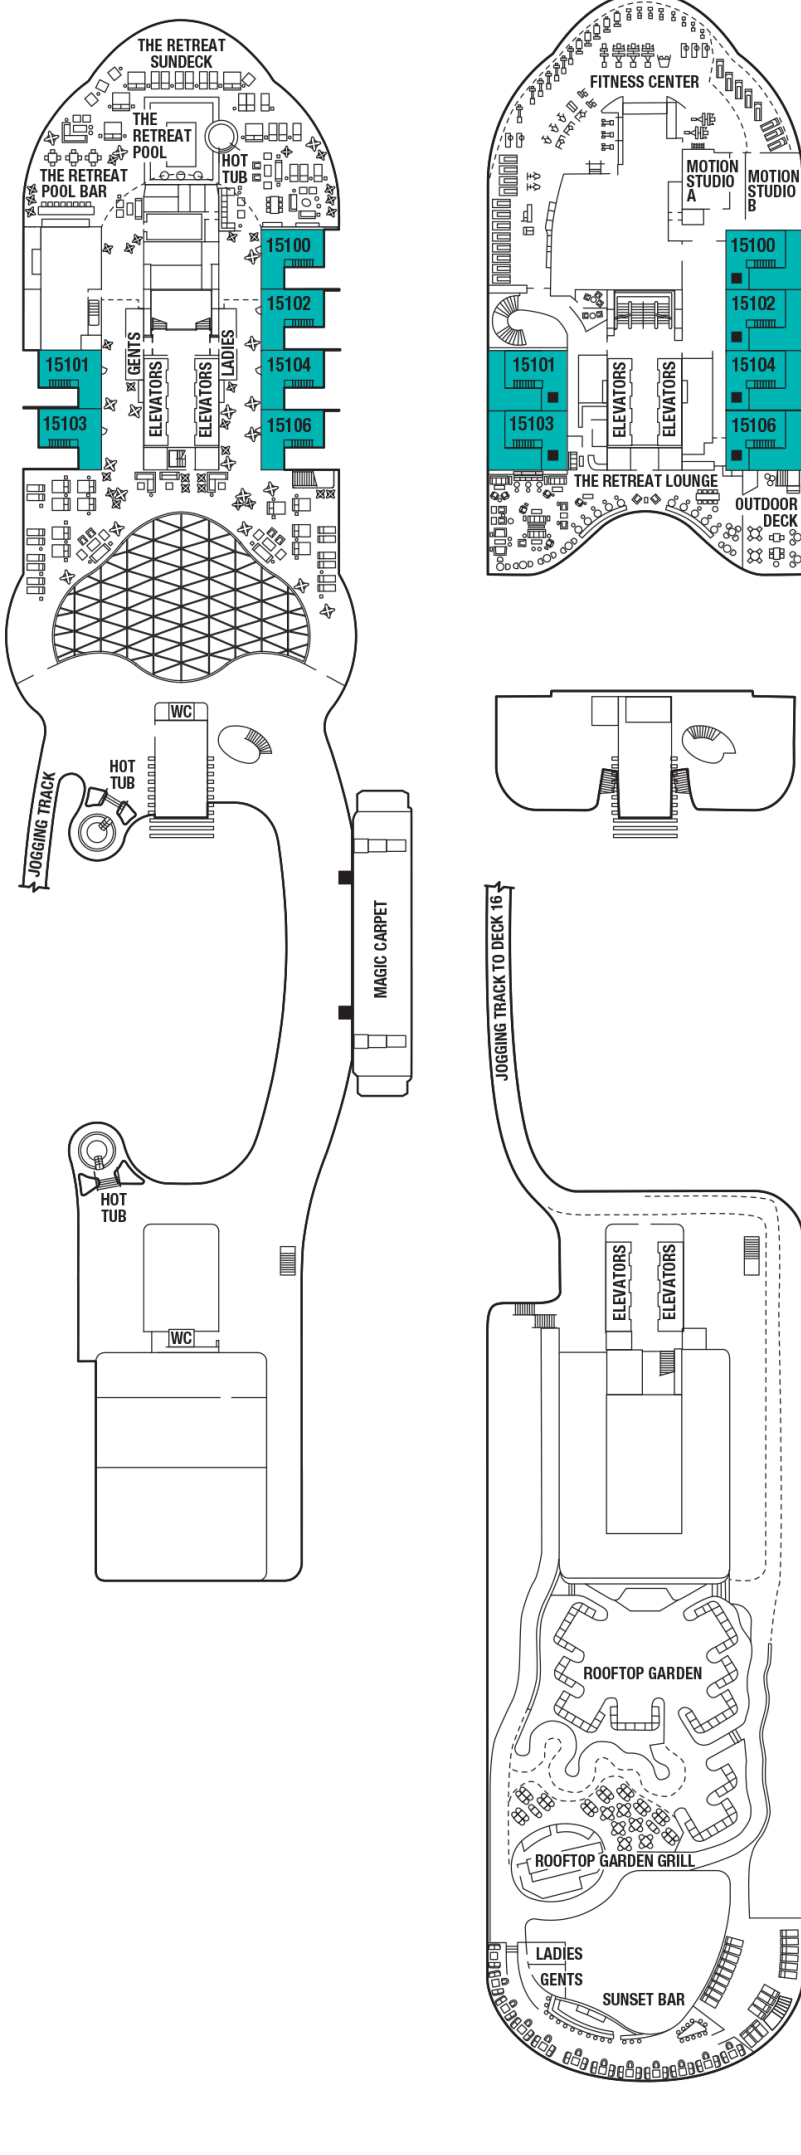 THE RETREAT
SUNDECK
THE
RETREAT
POOL
HOT
TUB
THE RETREAT
POOL BAR
15100
15102
GENTS
LADIES
15101
15104
ELEVATORS
ELEVATORS
15103
15106
WC
HOT
TUB
JOGGING TRACK
MAGIC CARPET
HOT
TUB
WC
FITNESS CENTER
MOTION
STUDIO
A
MOTION
STUDIO
B
15100
15102
15101
15104
ELEVATORS
ELEVATORS
15103
15106
THE RETREAT LOUNGE
OUTDOOR
DECK
JOGGING TRACK TO DECK 16
ELEVATORS
ELEVATORS
ROOFTOP GARDEN
ROOFTOP GARDEN GRILL
LADIES
GENTS
SUNSET BAR